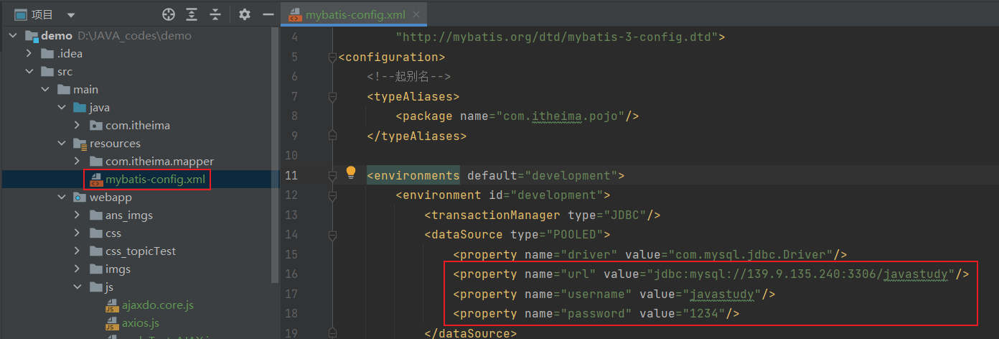 项目
mybatis-config.xml
demo D:\JAVA_codes\demo
.idea
src
main
java
com.itheima
resources
com.itheima.mapper
mybatis-config.xml
webapp
ans_imgs
css
css_topicTest
imgs
js
ajaxdo.core.js
axios.js
4 "http://mybatis.org/dtd/mybatis-3-config.dtd">
5 <configuration>
6 <!--起别名-->
7 <typeAliases>
8 <package name="com.itheima.pojo"/>
9 </typeAliases>
10
11 <environments default="development">
12 <environment id="development">
13 <transactionManager type="JDBC"/>
14 <dataSource type="POOLED">
15 <property name="driver" value="com.mysql.jdbc.Driver"/>
16 <property name="url" value="jdbc:mysql://139.9.135.240:3306/javastudy"/>
17 <property name="username" value="javastudy"/>
18 <property name="password" value="1234"/>
19 </dataSource>